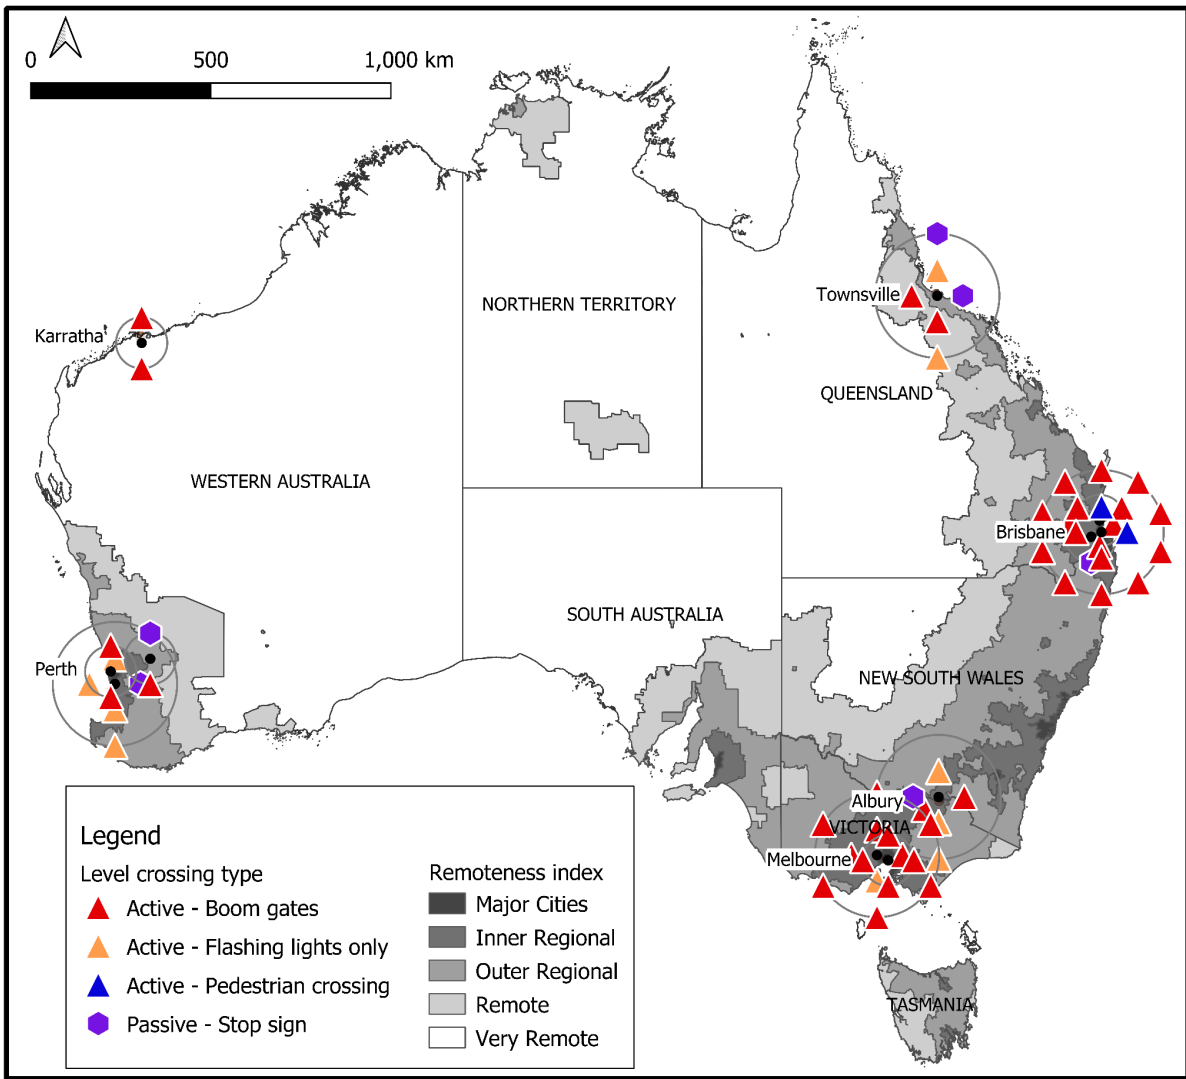 0 500 1,000 km
NORTHERN TERRITORY
Townsville
Karratha
QUEENSLAND
WESTERN AUSTRALIA
Brisbane
SOUTH AUSTRALIA
Perth
NEW SOUTH WALES
Albury
VICTORIA
Melbourne
TASMANIA
Legend
Level crossing type
Active - Boom gates
Active - Flashing lights only
Active - Pedestrian crossing
Passive - Stop sign
Remoteness index
Major Cities
Inner Regional
Outer Regional
Remote
Very Remote